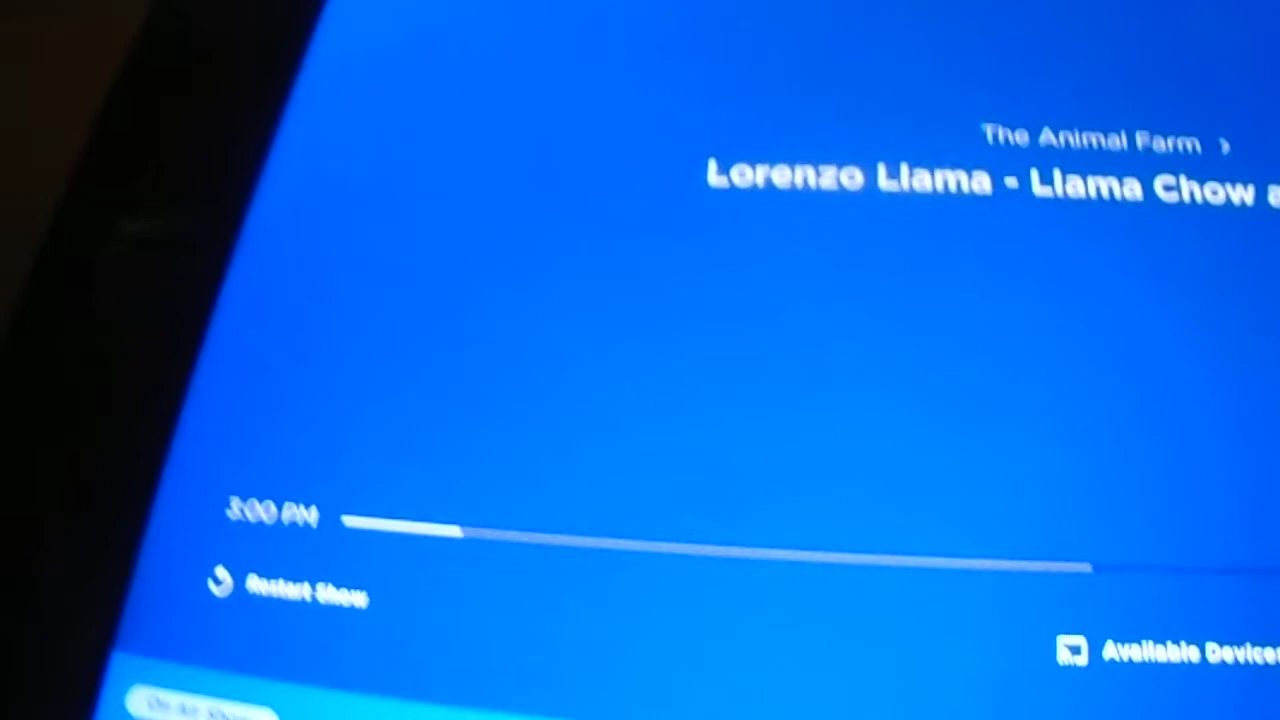 The Animal Farm >
Lorenzo Llama - Llama Chow a
3:00 PM
Restart Show
Available Devices